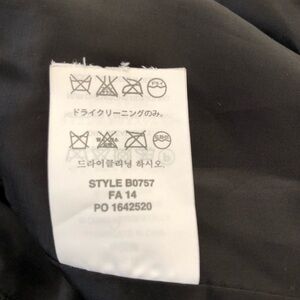 ドライクリーニングのみ。
드라이클리닝 하시오.
STYLE B0757
FA 14
PO 1642520